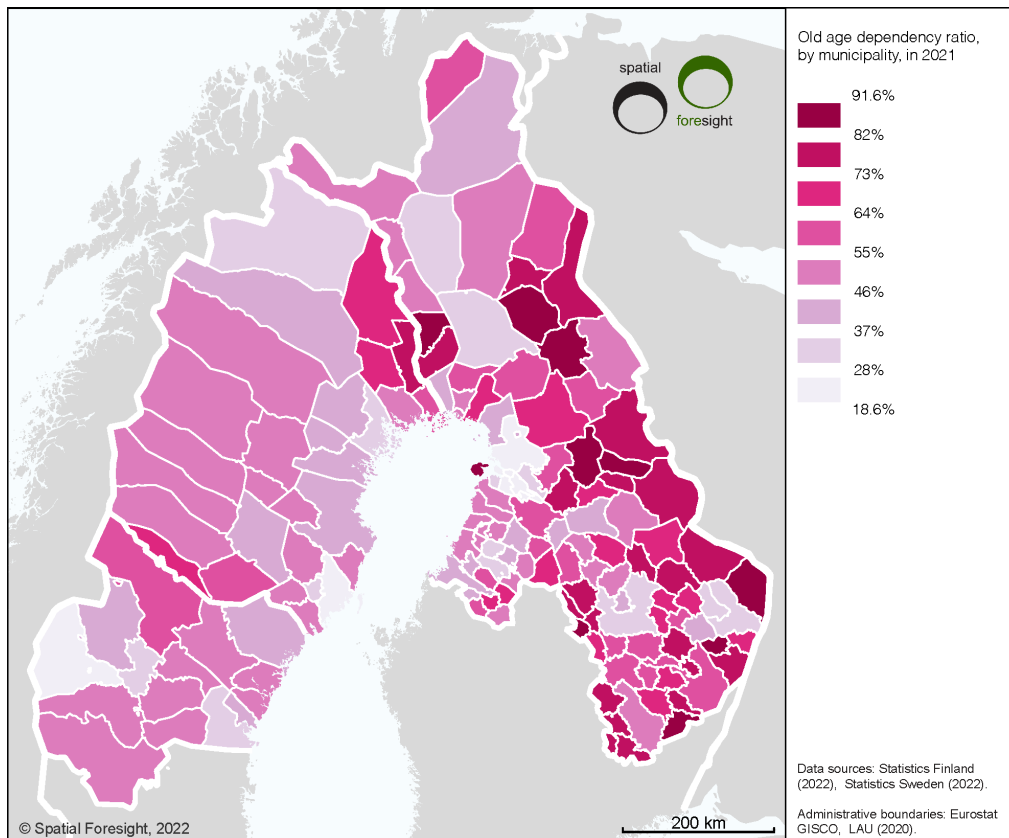 spatial
foresight
Old age dependency ratio,
by municipality, in 2021
91.6%
82%
73%
64%
55%
46%
37%
28%
18.6%
Data sources: Statistics Finland
(2022), Statistics Sweden (2022).
Administrative boundaries: Eurostat
GISCO, LAU (2020).
© Spatial Foresight, 2022
200 km